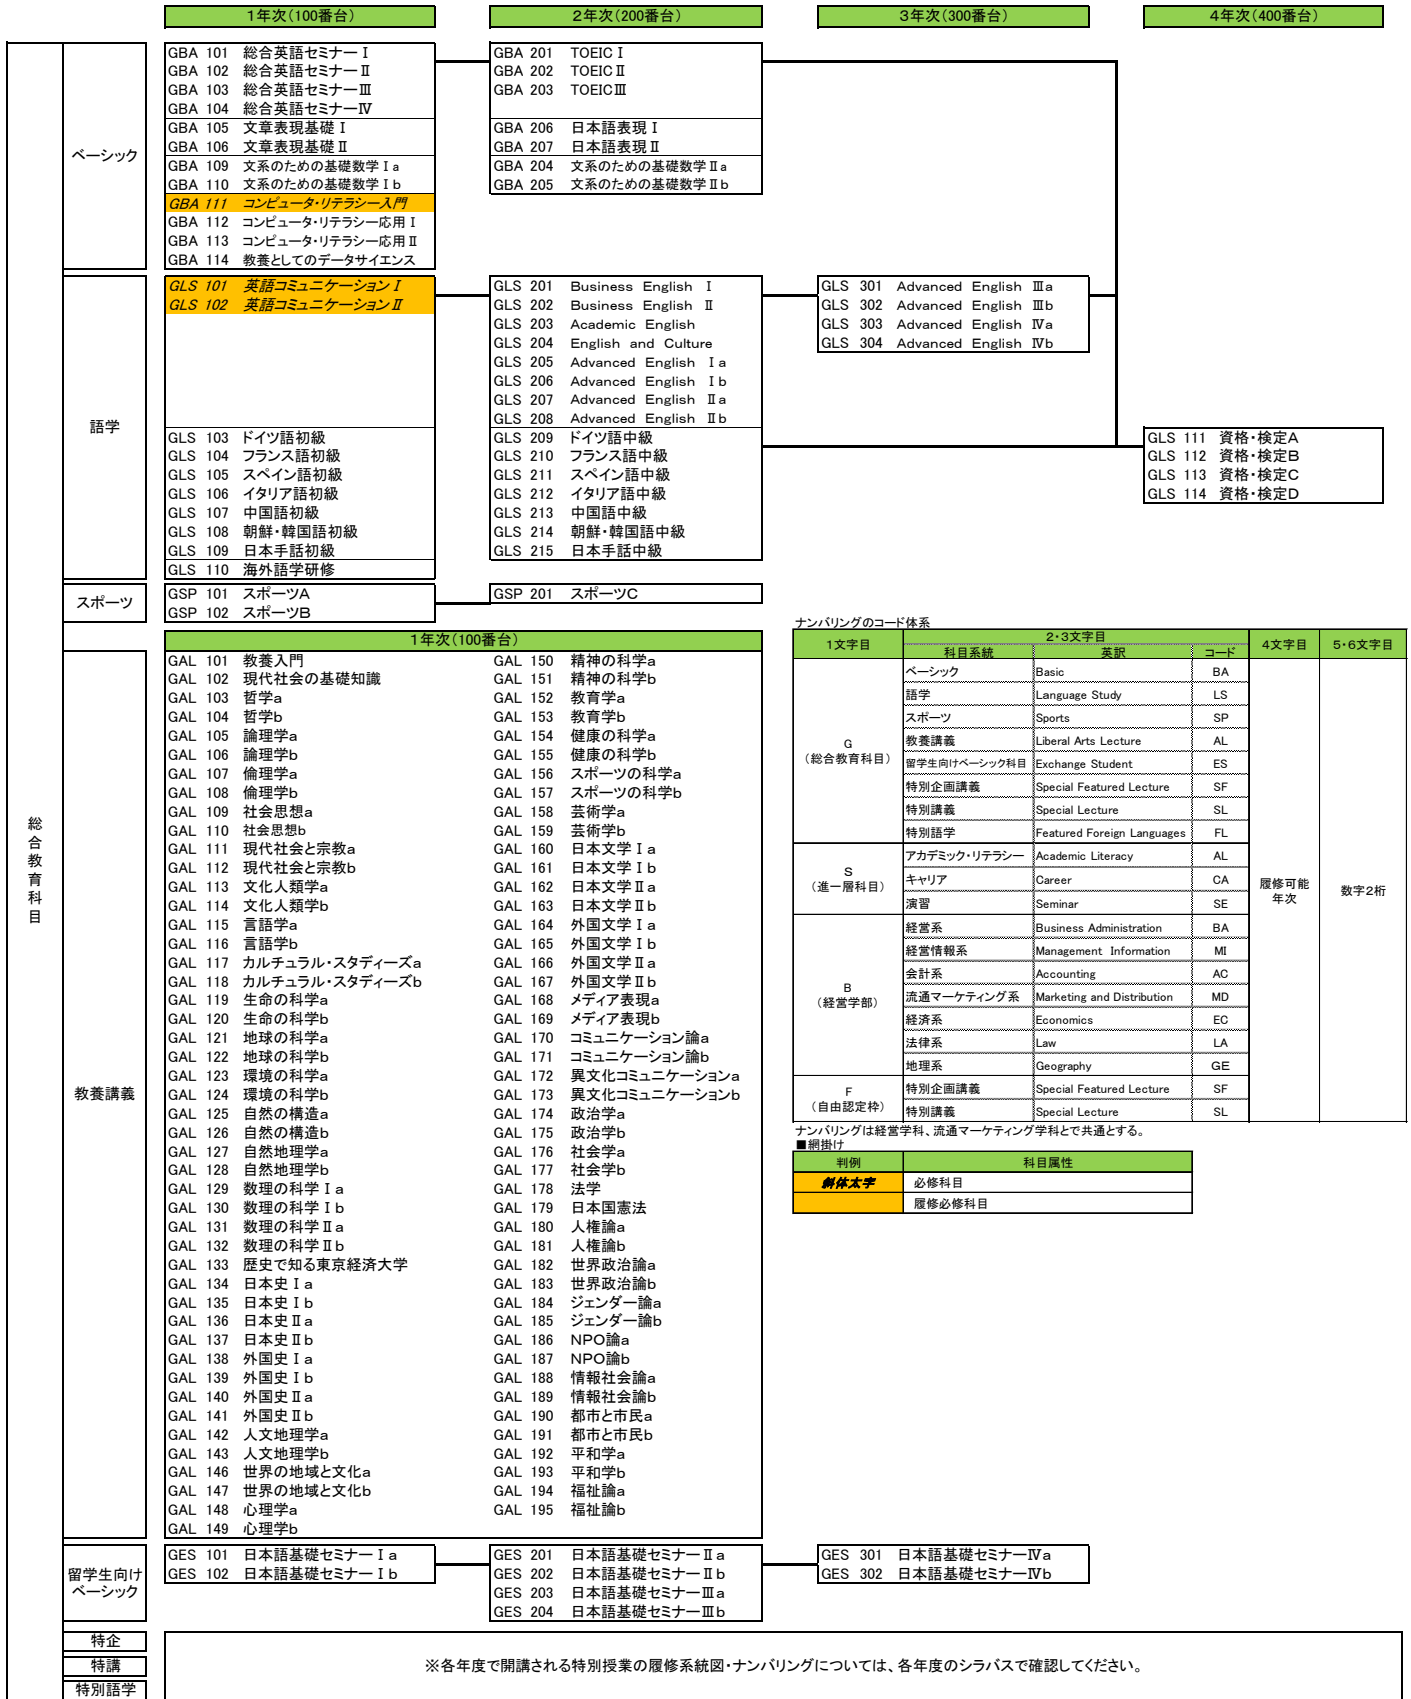 1年次(100番台)
2年次(200番台)
3年次(300番台)
4年次(400番台)
総合教育科目
ベーシック
GBA 101 総合英語セミナーⅠ
GBA 102 総合英語セミナーⅡ
GBA 103 総合英語セミナーⅢ
GBA 104 総合英語セミナーⅣ
GBA 105 文章表現基礎Ⅰ
GBA 106 文章表現基礎Ⅱ
GBA 109 文系のための基礎数学Ⅰa
GBA 110 文系のための基礎数学Ⅰb
GBA 111 コンピュータ・リテラシー入門
GBA 112 コンピュータ・リテラシー応用Ⅰ
GBA 113 コンピュータ・リテラシー応用Ⅱ
GBA 114 教養としてのデータサイエンス
GBA 201 TOEICⅠ
GBA 202 TOEICⅡ
GBA 203 TOEICⅢ
GBA 206 日本語表現Ⅰ
GBA 207 日本語表現Ⅱ
GBA 204 文系のための基礎数学Ⅱa
GBA 205 文系のための基礎数学Ⅱb
語学
GLS 101 英語コミュニケーションⅠ
GLS 102 英語コミュニケーションⅡ
GLS 103 ドイツ語初級
GLS 104 フランス語初級
GLS 105 スペイン語初級
GLS 106 イタリア語初級
GLS 107 中国語初級
GLS 108 朝鮮・韓国語初級
GLS 109 日本手話初級
GLS 110 海外語学研修
GLS 201 Business English Ⅰ
GLS 202 Business English Ⅱ
GLS 203 Academic English
GLS 204 English and Culture
GLS 205 Advanced English Ⅰa
GLS 206 Advanced English Ⅰb
GLS 207 Advanced English Ⅱa
GLS 208 Advanced English Ⅱb
GLS 209 ドイツ語中級
GLS 210 フランス語中級
GLS 211 スペイン語中級
GLS 212 イタリア語中級
GLS 213 中国語中級
GLS 214 朝鮮・韓国語中級
GLS 215 日本手話中級
GLS 301 Advanced English Ⅲa
GLS 302 Advanced English Ⅲb
GLS 303 Advanced English Ⅳa
GLS 304 Advanced English Ⅳb
GLS 111 資格・検定A
GLS 112 資格・検定B
GLS 113 資格・検定C
GLS 114 資格・検定D
スポーツ
GSP 101 スポーツA
GSP 102 スポーツB
GSP 201 スポーツC
教養講義
1年次(100番台)
GAL 101 教養入門
GAL 102 現代社会の基礎知識
GAL 103 哲学a
GAL 104 哲学b
GAL 105 論理学a
GAL 106 論理学b
GAL 107 倫理学a
GAL 108 倫理学b
GAL 109 社会思想a
GAL 110 社会思想b
GAL 111 現代社会と宗教a
GAL 112 現代社会と宗教b
GAL 113 文化人類学a
GAL 114 文化人類学b
GAL 115 言語学a
GAL 116 言語学b
GAL 117 カルチュラル・スタディーズa
GAL 118 カルチュラル・スタディーズb
GAL 119 生命の科学a
GAL 120 生命の科学b
GAL 121 地球の科学a
GAL 122 地球の科学b
GAL 123 環境の科学a
GAL 124 環境の科学b
GAL 125 自然の構造a
GAL 126 自然の構造b
GAL 127 自然地理学a
GAL 128 自然地理学b
GAL 129 数理の科学Ⅰa
GAL 130 数理の科学Ⅰb
GAL 131 数理の科学Ⅱa
GAL 132 数理の科学Ⅱb
GAL 133 歴史で知る東京経済大学
GAL 134 日本史Ⅰa
GAL 135 日本史Ⅰb
GAL 136 日本史Ⅱa
GAL 137 日本史Ⅱb
GAL 138 外国史Ⅰa
GAL 139 外国史Ⅰb
GAL 140 外国史Ⅱa
GAL 141 外国史Ⅱb
GAL 142 人文地理学a
GAL 143 人文地理学b
GAL 146 世界の地域と文化a
GAL 147 世界の地域と文化b
GAL 148 心理学a
GAL 149 心理学b
GAL 150 精神の科学a
GAL 151 精神の科学b
GAL 152 教育学a
GAL 153 教育学b
GAL 154 健康の科学a
GAL 155 健康の科学b
GAL 156 スポーツの科学a
GAL 157 スポーツの科学b
GAL 158 芸術学a
GAL 159 芸術学b
GAL 160 日本文学Ⅰa
GAL 161 日本文学Ⅰb
GAL 162 日本文学Ⅱa
GAL 163 日本文学Ⅱb
GAL 164 外国文学Ⅰa
GAL 165 外国文学Ⅰb
GAL 166 外国文学Ⅱa
GAL 167 外国文学Ⅱb
GAL 168 メディア表現a
GAL 169 メディア表現b
GAL 170 コミュニケーション論a
GAL 171 コミュニケーション論b
GAL 172 異文化コミュニケーションa
GAL 173 異文化コミュニケーションb
GAL 174 政治学a
GAL 175 政治学b
GAL 176 社会学a
GAL 177 社会学b
GAL 178 法学
GAL 179 日本国憲法
GAL 180 人権論a
GAL 181 人権論b
GAL 182 世界政治論a
GAL 183 世界政治論b
GAL 184 ジェンダー論a
GAL 185 ジェンダー論b
GAL 186 NPO論a
GAL 187 NPO論b
GAL 188 情報社会論a
GAL 189 情報社会論b
GAL 190 都市と市民a
GAL 191 都市と市民b
GAL 192 平和学a
GAL 193 平和学b
GAL 194 福祉論a
GAL 195 福祉論b
ナンバリングのコード体系
1文字目 2・3文字目 4文字目 5・6文字目
科目系統 英訳 コード
G
(総合教育科目)
ベーシック Basic BA
語学 Language Study LS
スポーツ Sports SP
教養講義 Liberal Arts Lecture AL
留学生向けベーシック科目 Exchange Student ES
特別企画講義 Special Featured Lecture SF
特別講義 Special Lecture SL
特別語学 Featured Foreign Languages FL
S
(進一層科目)
アカデミック・リテラシー Academic Literacy AL
キャリア Career CA
演習 Seminar SE
B
(経営学部)
経営系 Business Administration BA
経営情報系 Management Information MI
会計系 Accounting AC
流通マーケティング系 Marketing and Distribution MD
経済系 Economics EC
法律系 Law LA
地理系 Geography GE
F
(自由認定枠)
特別企画講義 Special Featured Lecture SF
特別講義 Special Lecture SL
履修可能
年次
数字2桁
ナンバリングは経営学科、流通マーケティング学科とで共通とする。
■網掛け
判例 科目属性
斜体太字 必修科目
履修必修科目
留学生向け
ベーシック
GES 101 日本語基礎セミナーⅠa
GES 102 日本語基礎セミナーⅠb
GES 201 日本語基礎セミナーⅡa
GES 202 日本語基礎セミナーⅡb
GES 203 日本語基礎セミナーⅢa
GES 204 日本語基礎セミナーⅢb
GES 301 日本語基礎セミナーⅣa
GES 302 日本語基礎セミナーⅣb
特企
特講
特別語学
※各年度で開講される特別授業の履修系統図・ナンバリングについては、各年度のシラバスで確認してください。